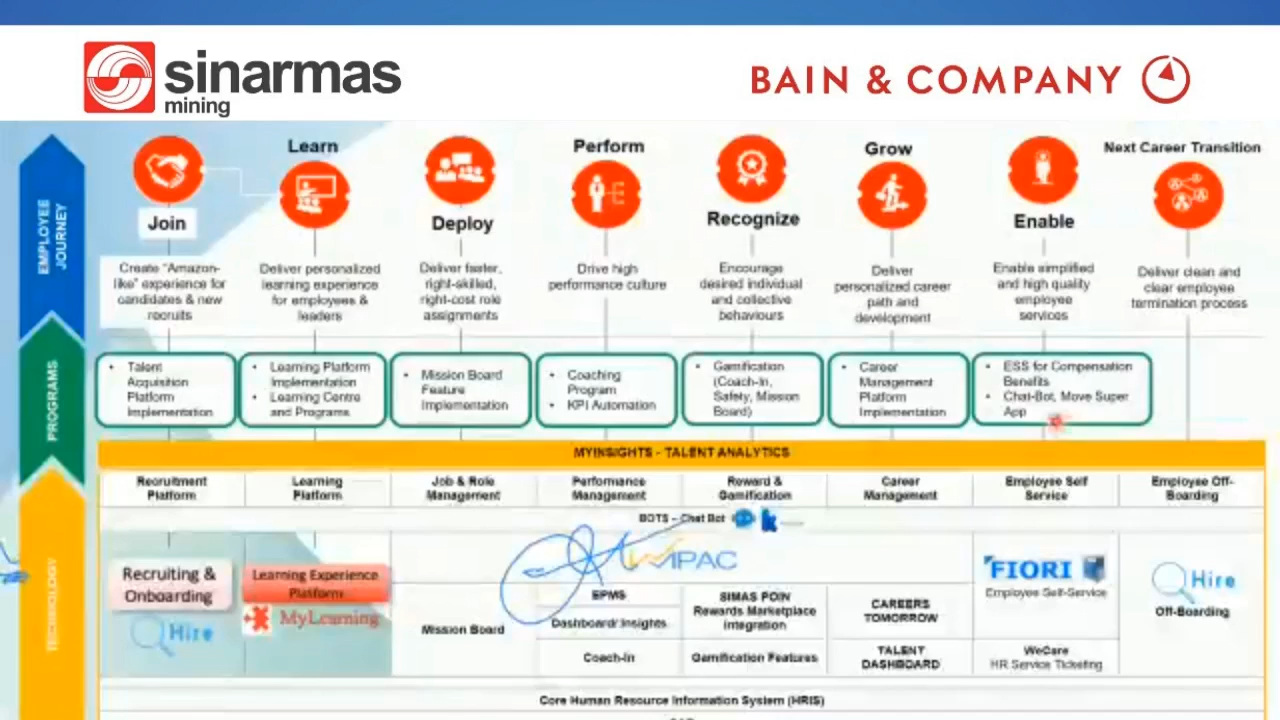 sinarmas
mining
BAIN & COMPANY
EMPLOYEE
JOURNEY
Join
Learn
Deploy
Perform
Recognize
Grow
Enable
Next Career Transition
Create "Amazon-
like" experience for
candidates & new
recruits
Deliver personalized
learning experience
for employees &
leaders
Deliver faster,
right-skilled,
right-cost role
assignments
Drive high
performance culture
Encourage
desired individual
and collective
behaviours
Deliver
personalized career
path and
development
Enable simplified
and high quality
employee
services
Deliver clean and
clear employee
termination process
PROGRAMS
• Talent
Acquisition
Platform
Implementation
• Learning Platform
Implementation
• Learning Centre
and Programs
• Mission Board
Feature
Implementation
• Coaching
Program
• KPI Automation
• Gamification
(Coach-In,
Safety, Mission
Board)
• Career
Management
Platform
Implementation
• ESS for Compensation
Benefits
• Chat-Bot, Move Super
App
TECHNOLOGY
MYINSIGHTS - TALENT ANALYTICS
Recruitment
Platform
Learning
Platform
Job & Role
Management
Performance
Management
Reward &
Gamification
Career
Management
Employee Self
Service
Employee Off-
Boarding
BOTS - Chat Bot
Recruiting &
Onboarding
Hire
Learning Experience
Platform
MyLearning
Mission Board
IMPAC
EPMS
Dashboard/ Insights
Coach-In
SIMAS POIN
Rewards Marketplace
Integration
Gamification Features
CAREERS
TOMORROW
TALENT
DASHBOARD
FIORI
Employee Self-Service
WeCare
HR Service Ticketing
Hire
Off-Boarding
Core Human Resource Information System (HRIS)